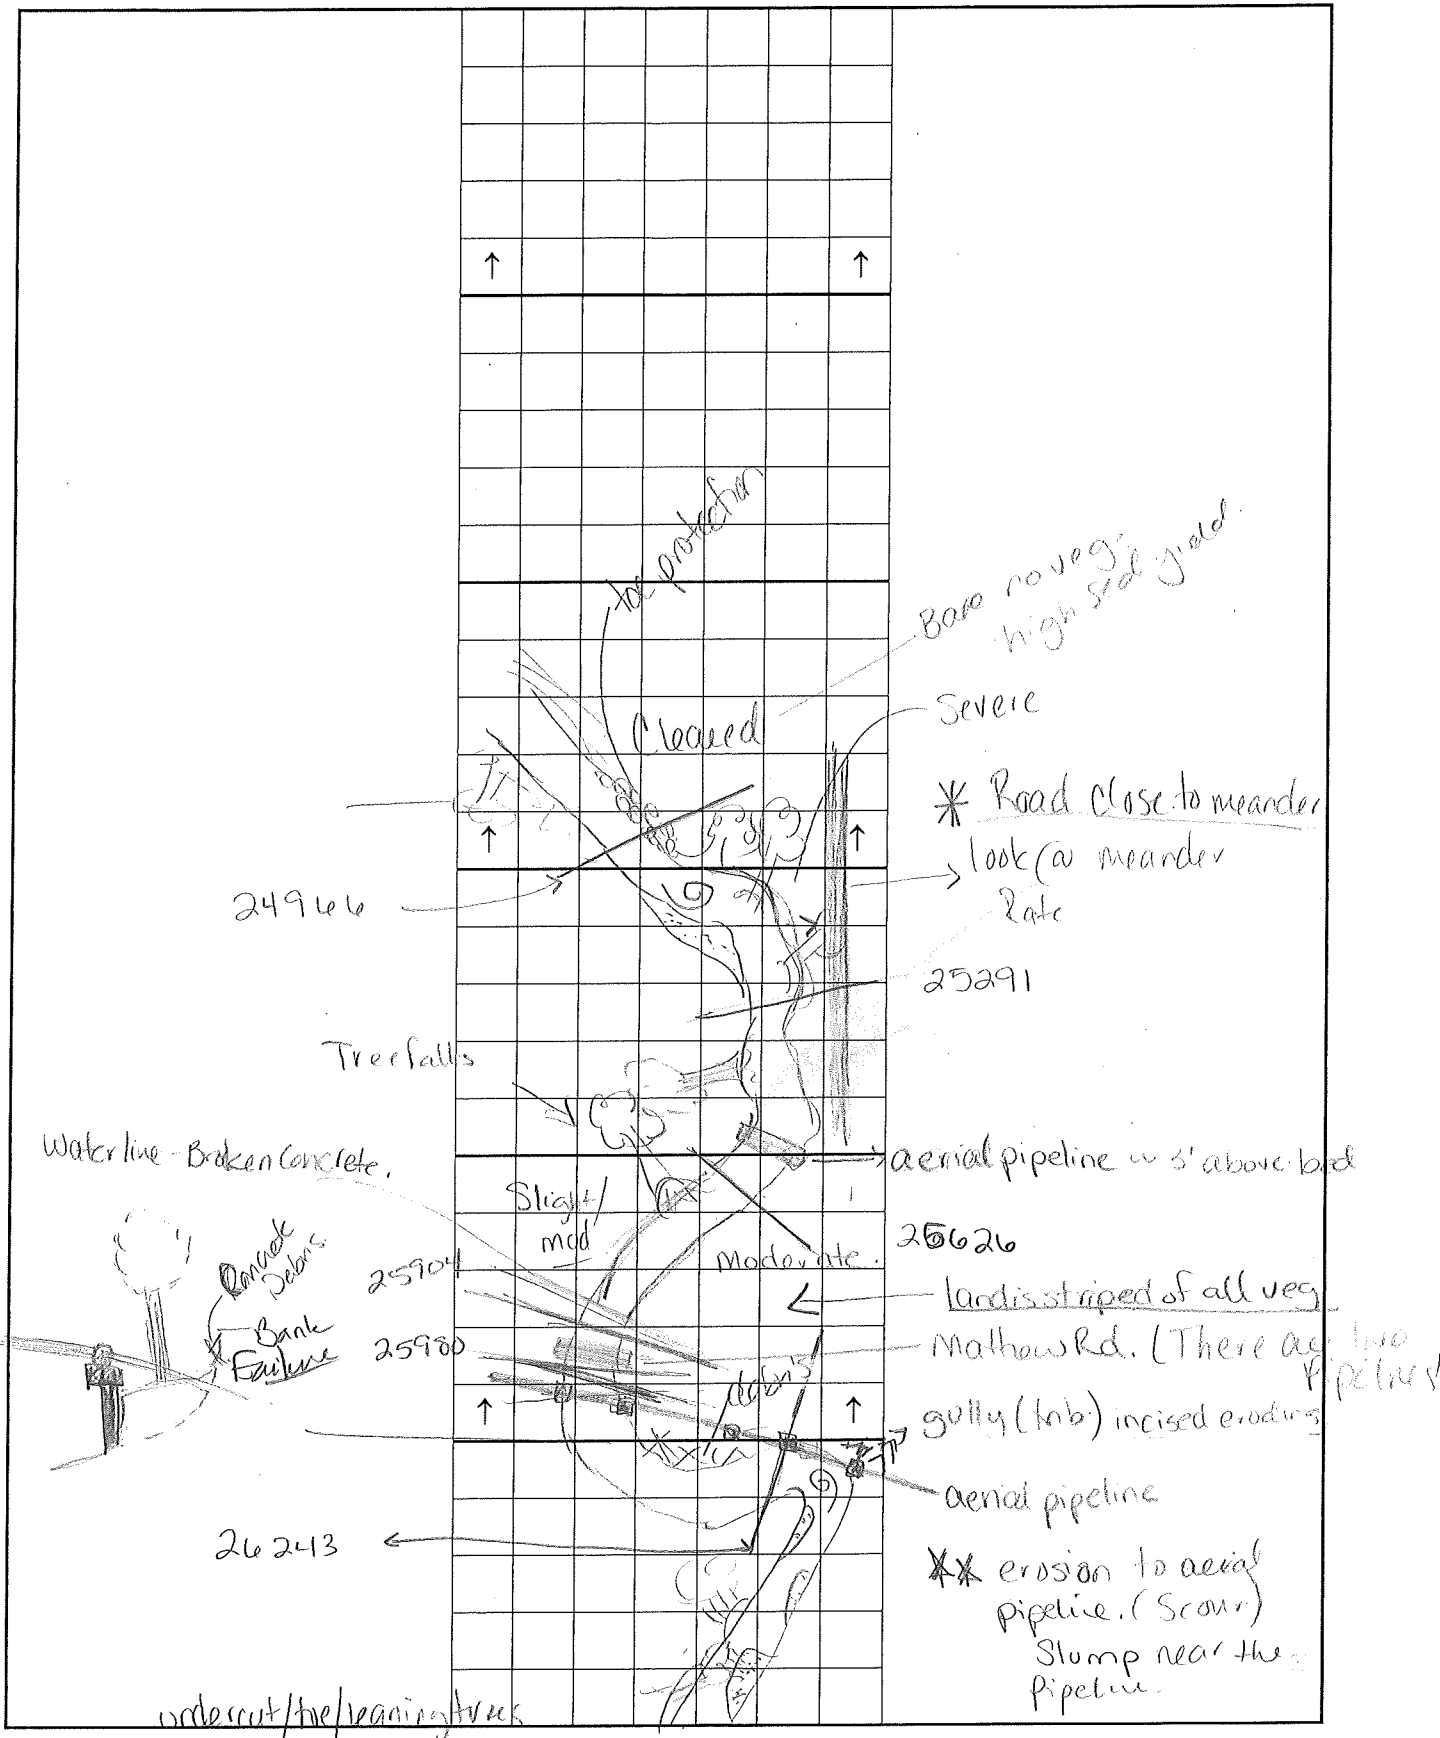 toe protection
Bare no veg.
high sed yield.
Cleared
Severe
* Road Close to meander
look @ meander
Rate
24966
25291
Treefalls
Waterline - Broken Concrete.
aerial pipeline ~ 3' above bed
Slight/
mod
Moderate.
25626
Concrete
Debris
25904
Land is striped of all veg
Bank
Failure
25980
Mathow Rd. (There are two
Pipelines)
debris
gully (trib.) incised eroding
aerial pipeline
26243
** erosion to aerial
pipeline. (Scour)
Slump near the
Pipeline.
undercut/toe/leaning/trees